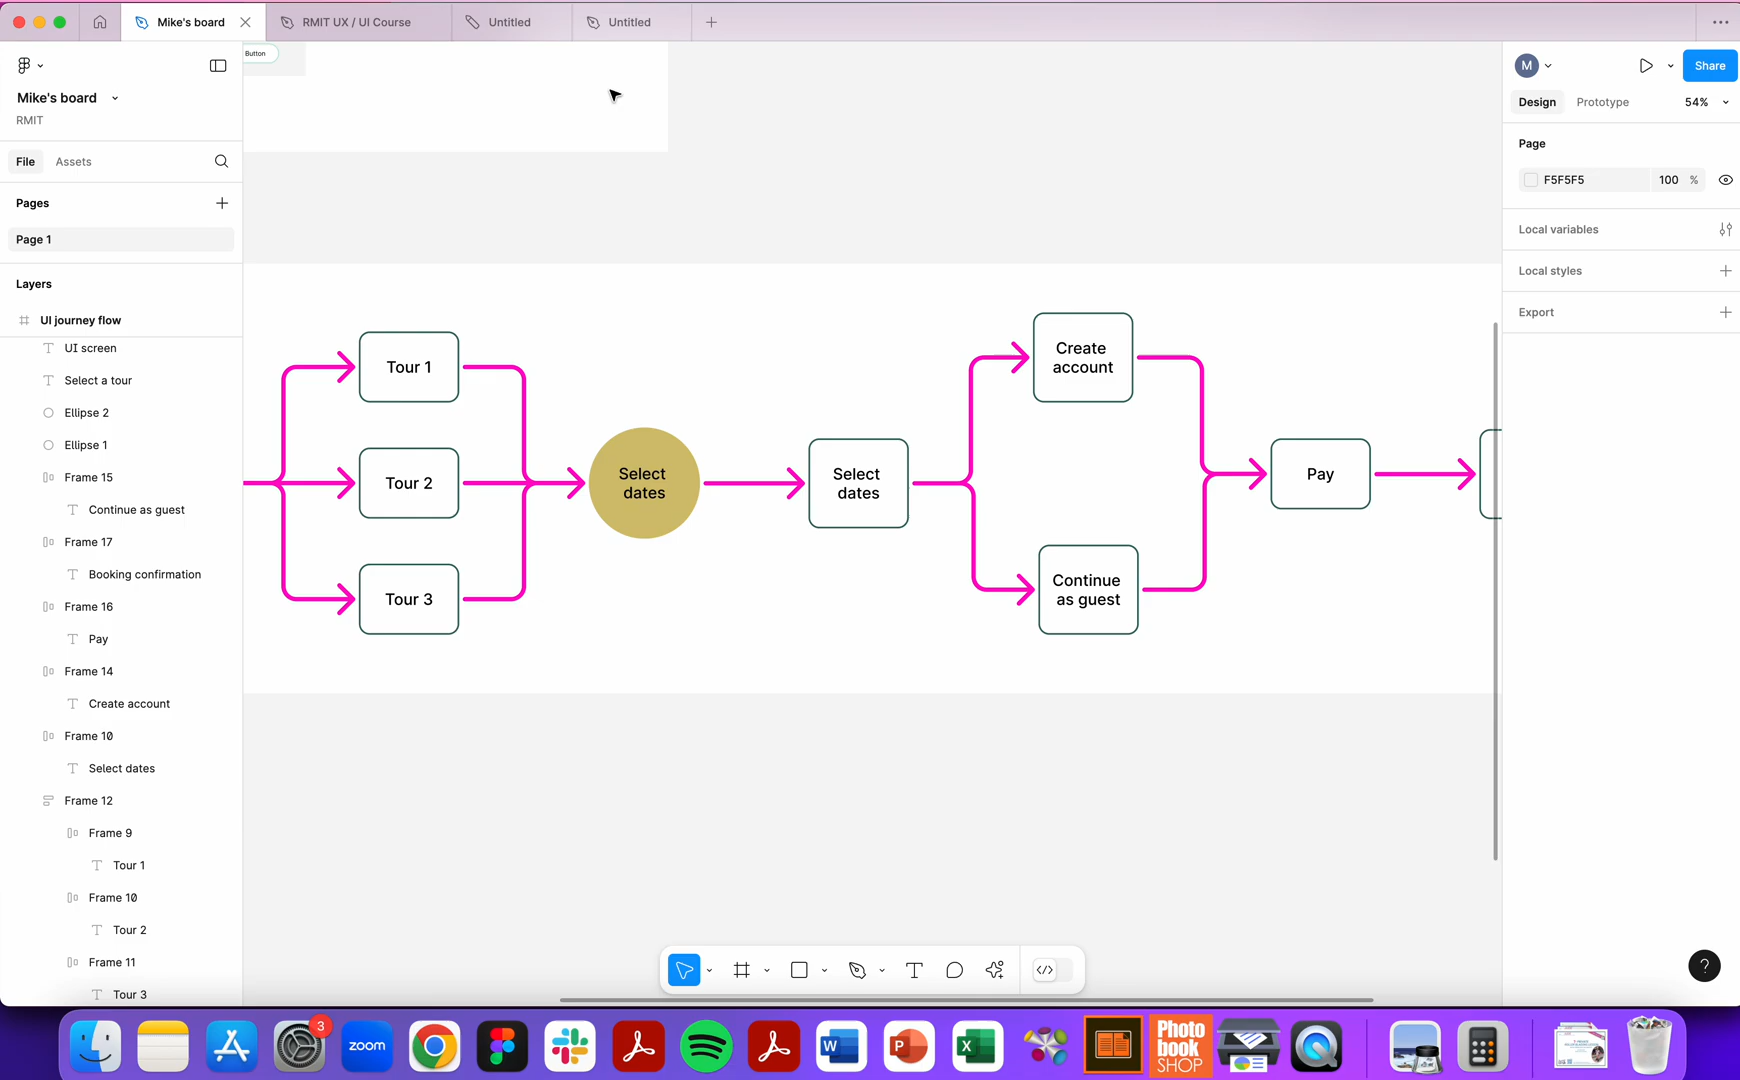 Mike's board
RMIT UX / UI Course
Untitled
Untitled
Mike's board
RMIT
File
Assets
Pages
Page 1
Layers
UI journey flow
UI screen
Select a tour
Ellipse 2
Ellipse 1
Frame 15
Continue as guest
Frame 17
Booking confirmation
Frame 16
Pay
Frame 14
Create account
Frame 10
Select dates
Frame 12
Frame 9
Tour 1
Frame 10
Tour 2
Frame 11
Tour 3
Button
Tour 1
Tour 2
Tour 3
Select
dates
Select
dates
Create
account
Continue
as guest
Pay
M
Share
Design
Prototype
54%
Page
F5F5F5
100
%
Local variables
Local styles
Export
?
3
zoom
W
P
X
Photo
book
SHOP